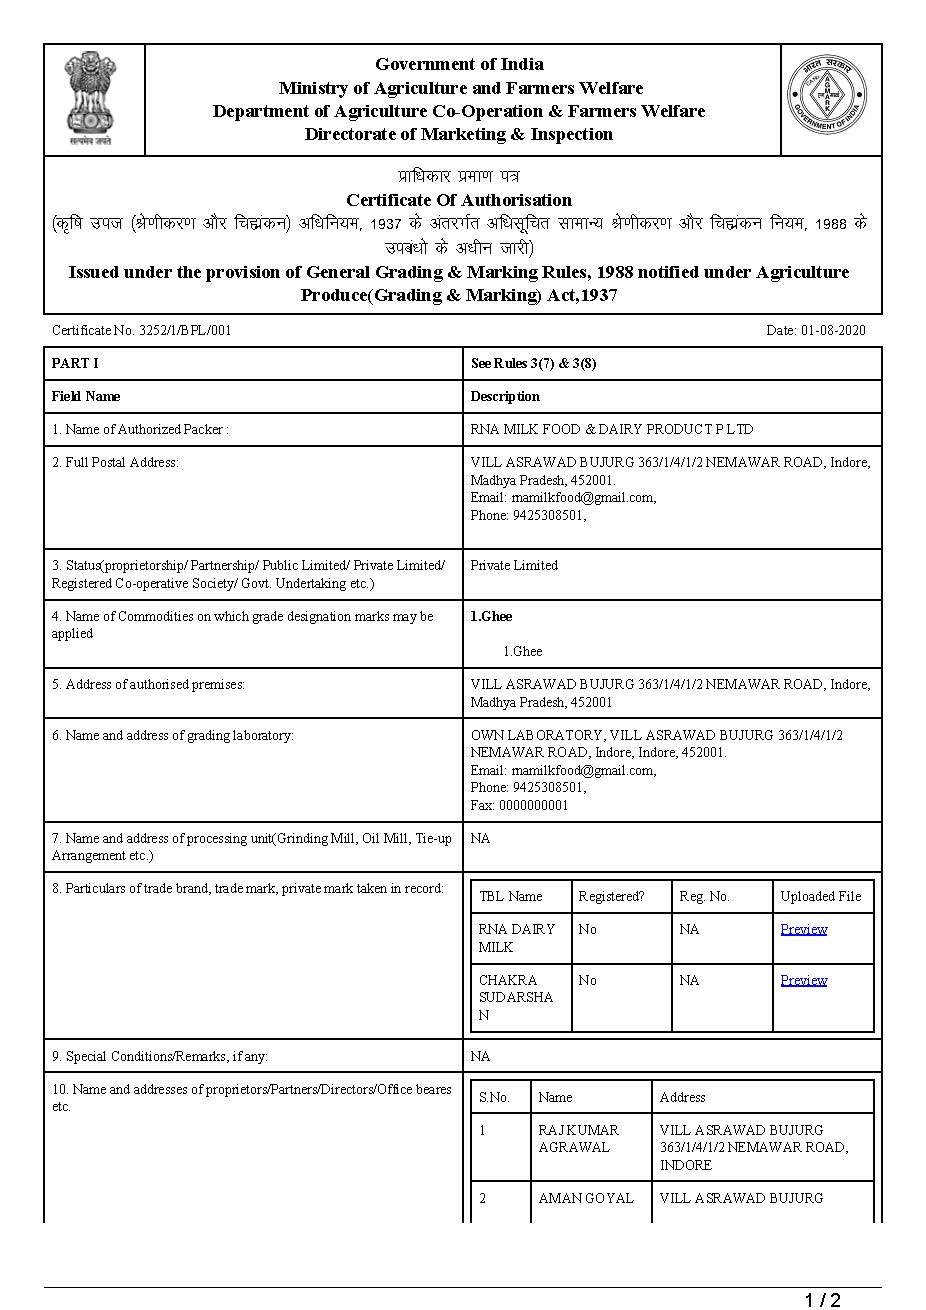 सत्यमेव जयते
Government of India
Ministry of Agriculture and Farmers Welfare
Department of Agriculture Co-Operation & Farmers Welfare
Directorate of Marketing & Inspection
भारत सरकार
AGMARK
GOVERNMENT OF INDIA
प्राधिकार प्रमाण पत्र
Certificate Of Authorisation
(कृषि उपज (श्रेणीकरण और चिह्नांकन) अधिनियम, 1937 के अंतरर्गत अधिसूचित सामान्य श्रेणीकरण और चिह्नांकन नियम, 1988 के
उपबंधो के अधीन जारी)
Issued under the provision of General Grading & Marking Rules, 1988 notified under Agriculture
Produce(Grading & Marking) Act,1937
Certificate No. 3252/1/BPL/001 Date: 01-08-2020
PART I See Rules 3(7) & 3(8)
Field Name Description
1. Name of Authorized Packer : RNA MILK FOOD & DAIRY PRODUCT P LTD
2. Full Postal Address: VILL ASRAWAD BUJURG 363/1/4/1/2 NEMAWAR ROAD, Indore,
Madhya Pradesh, 452001.
Email: rnamilkfood@gmail.com,
Phone: 9425308501,
3. Status(proprietorship/ Partnership/ Public Limited/ Private Limited/ Private Limited
Registered Co-operative Society/ Govt. Undertaking etc.)
4. Name of Commodities on which grade designation marks may be 1.Ghee
applied
1.Ghee
5. Address of authorised premises: VILL ASRAWAD BUJURG 363/1/4/1/2 NEMAWAR ROAD, Indore,
Madhya Pradesh, 452001
6. Name and address of grading laboratory: OWN LABORATORY, VILL ASRAWAD BUJURG 363/1/4/1/2
NEMAWAR ROAD, Indore, Indore, 452001.
Email: rnamilkfood@gmail.com,
Phone: 9425308501,
Fax: 0000000001
7. Name and address of processing unit(Grinding Mill, Oil Mill, Tie-up NA
Arrangement etc.)
8. Particulars of trade brand, trade mark, private mark taken in record:
TBL Name Registered? Reg. No. Uploaded File
RNA DAIRY No NA Preview
MILK
CHAKRA No NA Preview
SUDARSHA
N
9. Special Conditions/Remarks, if any: NA
10. Name and addresses of proprietors/Partners/Directors/Office beares
etc.
S.No. Name Address
1 RAJKUMAR VILL ASRAWAD BUJURG
AGRAWAL 363/1/4/1/2 NEMAWAR ROAD,
INDORE
2 AMAN GOYAL VILL ASRAWAD BUJURG
1 / 2